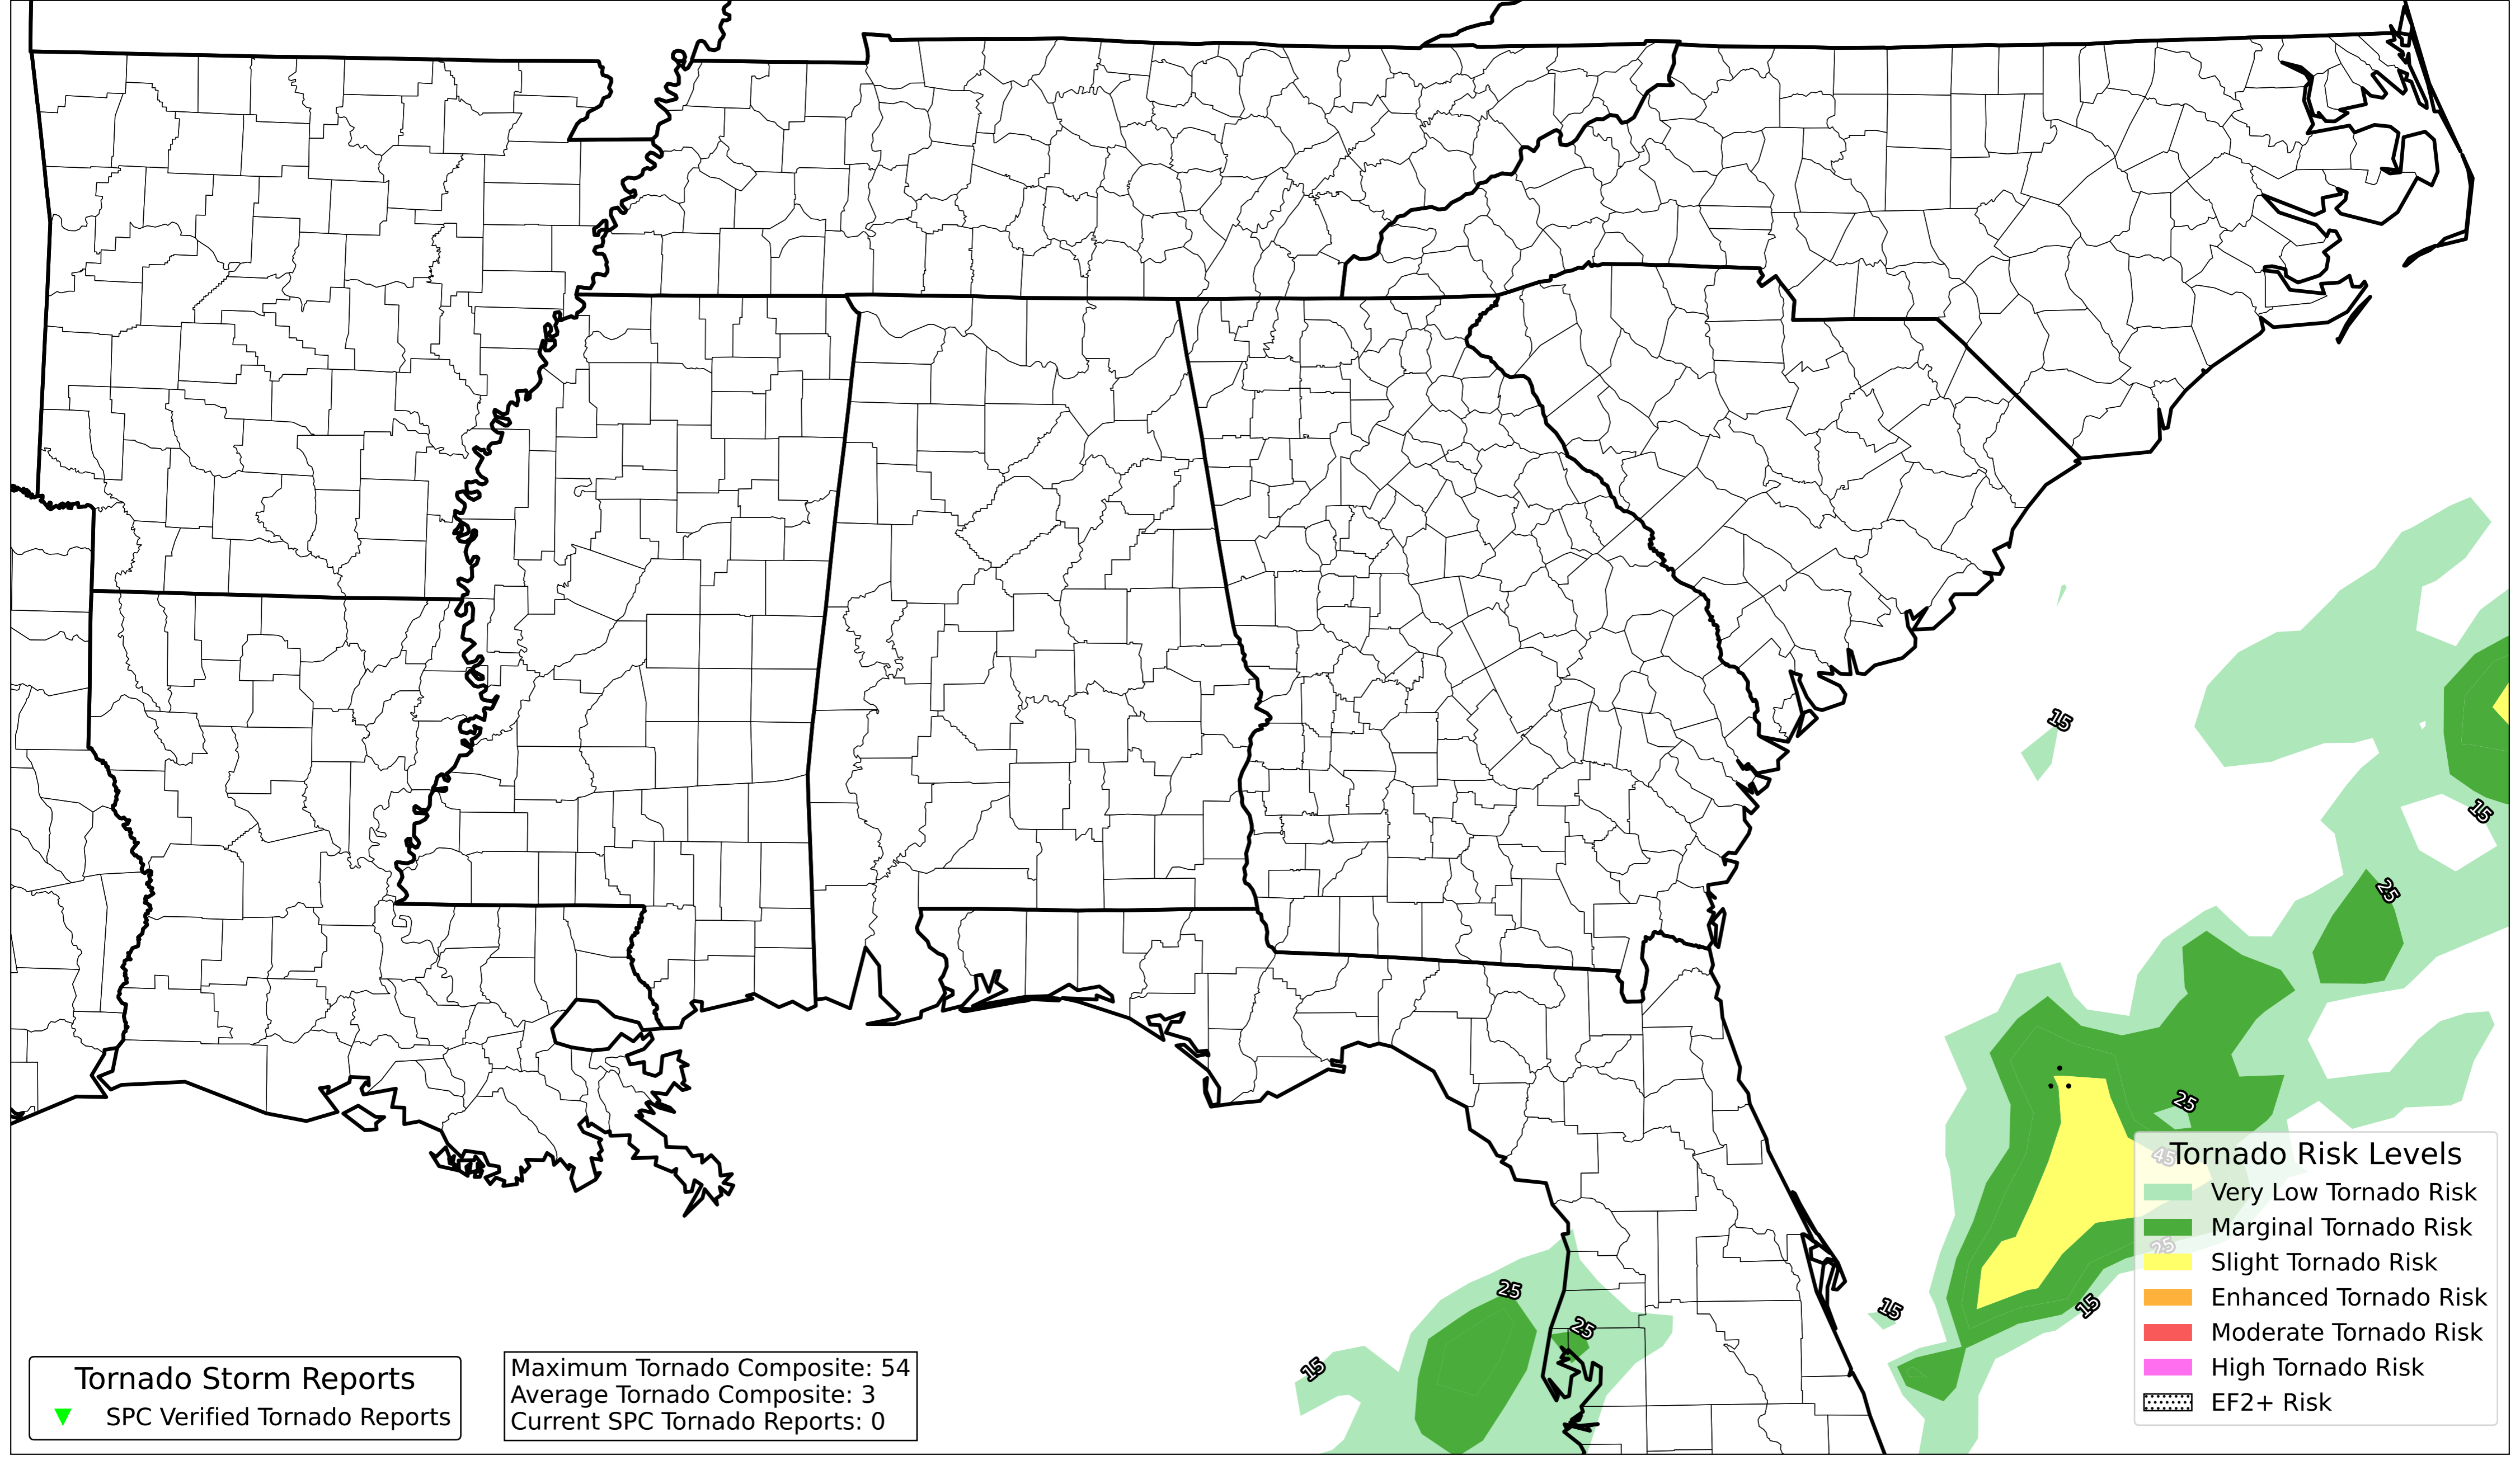 15
15
25
25
45
25
15
15
25
25
15
Tornado Risk Levels
Very Low Tornado Risk
Marginal Tornado Risk
Slight Tornado Risk
Enhanced Tornado Risk
Moderate Tornado Risk
High Tornado Risk
EF2+ Risk
Tornado Storm Reports
SPC Verified Tornado Reports
Maximum Tornado Composite: 54
Average Tornado Composite: 3
Current SPC Tornado Reports: 0